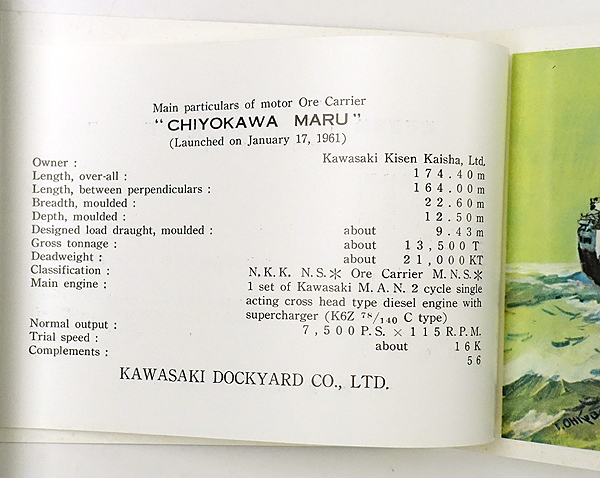 Main particulars of motor Ore Carrier
"CHIYOKAWA MARU"
(Launched on January 17, 1961)
Owner : Kawasaki Kisen Kaisha, Ltd.
Length, over-all : 174.40m
Length, between perpendiculars : 164.00m
Breadth, moulded : 22.60m
Depth, moulded : 12.50m
Designed load draught, moulded : about 9.43m
Gross tonnage : about 13,500T
Deadweight : about 21,000KT
Classification : N.K.K. N.S.* Ore Carrier M.N.S.*
Main engine : 1 set of Kawasaki M.A.N. 2 cycle single
acting cross head type diesel engine with
supercharger (K6Z 78/140 C type)
Normal output : 7,500P.S. × 115R.P.M.
Trial speed : about 16K
Complements : 56
KAWASAKI DOCKYARD CO., LTD.